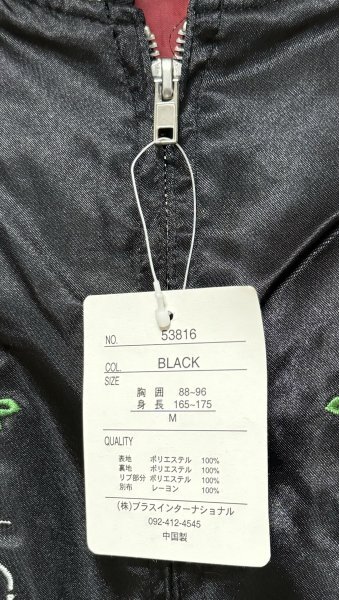 NO. 53816
COL. BLACK
SIZE
胸囲 88~96
身長 165~175
M
QUALITY
表地 ポリエステル 100%
裏地 ポリエステル 100%
リブ部分 ポリエステル 100%
別布 レーヨン 100%
(株)プラスインターナショナル
092-412-4545
中国製